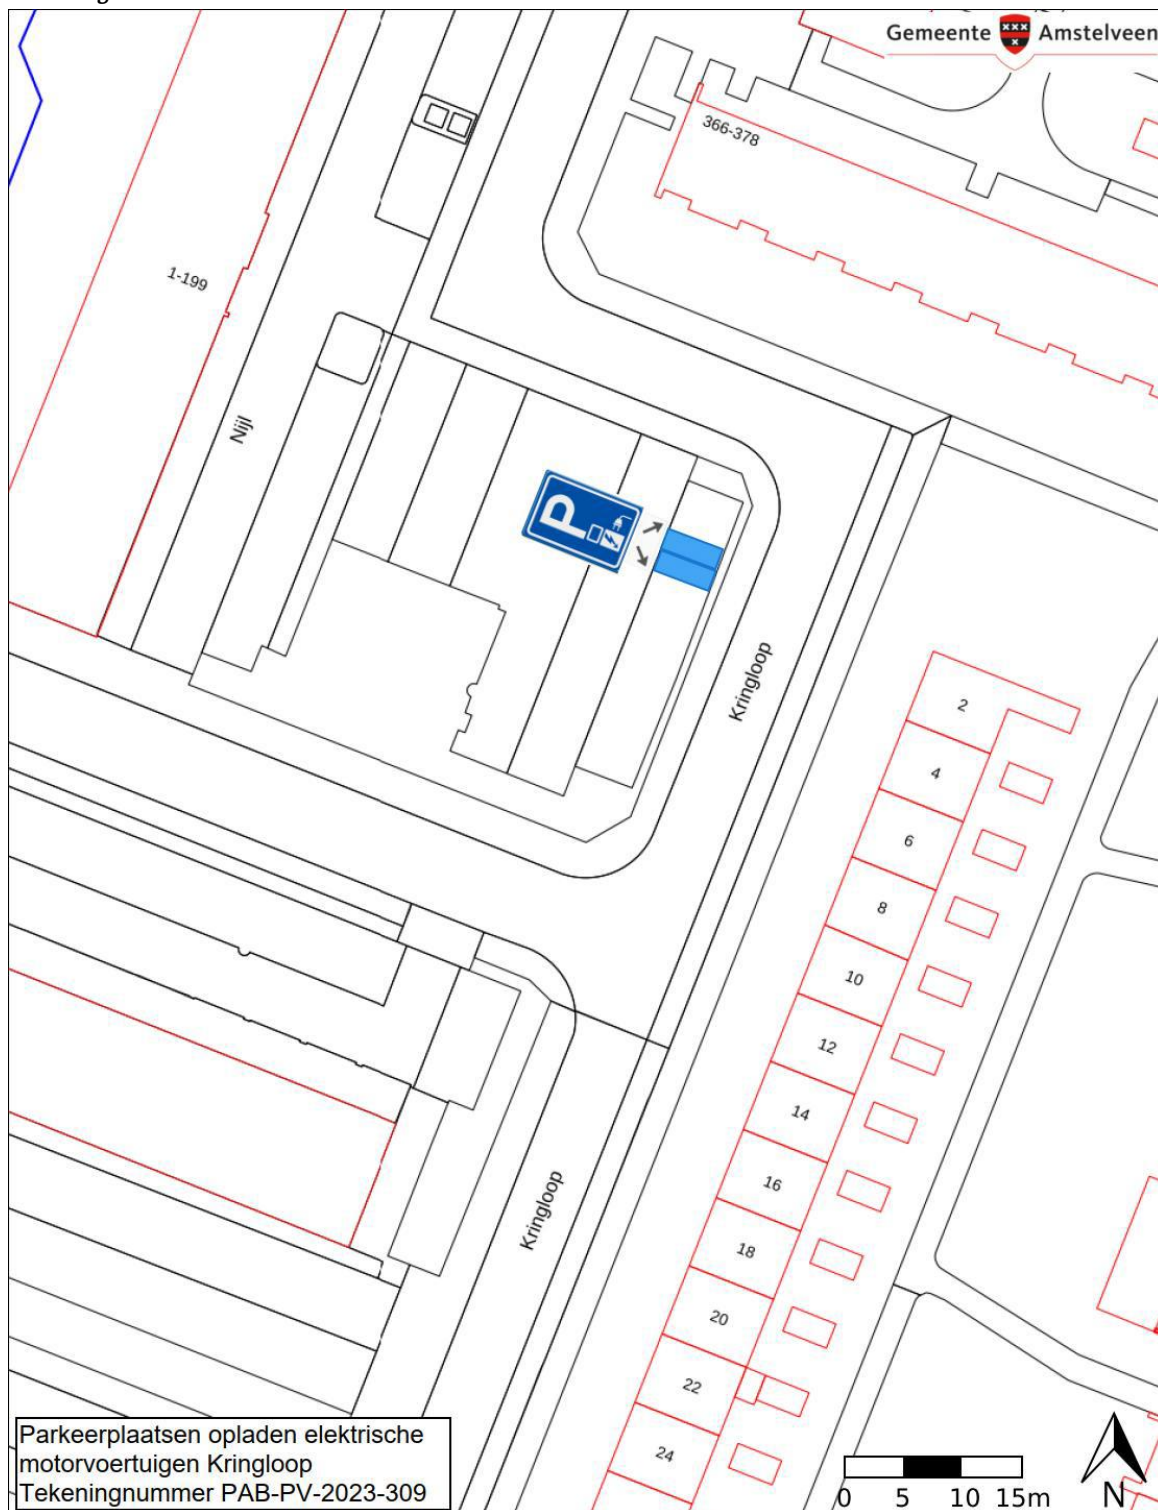 Gemeente Amstelveen
366-378
1-199
Nijl
P
Kringloop
2
4
6
8
10
12
14
16
18
20
22
24
Kringloop
Parkeerplaatsen opladen elektrische
motorvoertuigen Kringloop
Tekeningnummer PAB-PV-2023-309
0 5 10 15m
N